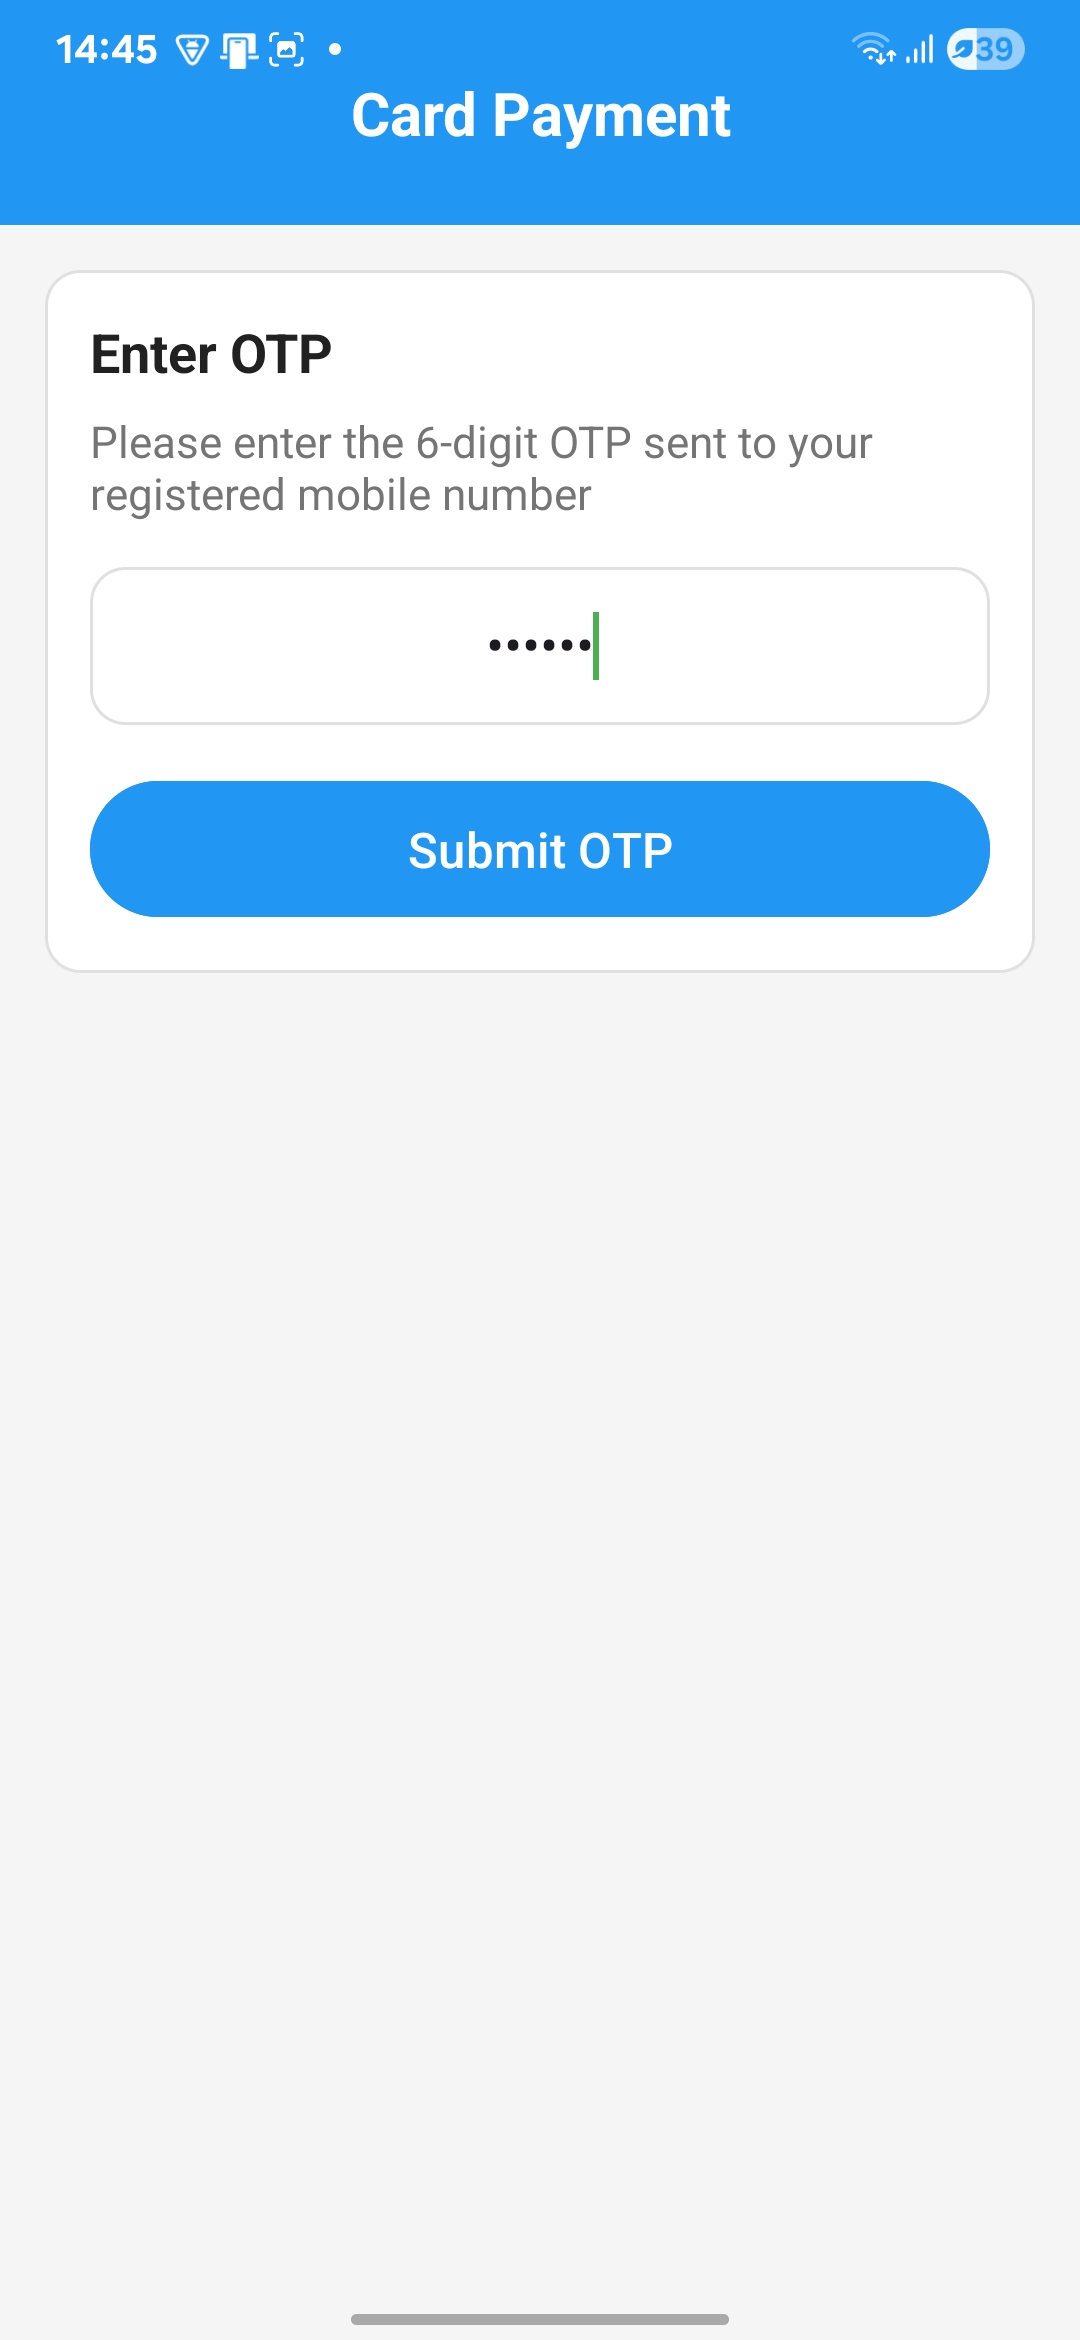 14:45
39
Card Payment
Enter OTP
Please enter the 6-digit OTP sent to your
registered mobile number
••••••
Submit OTP